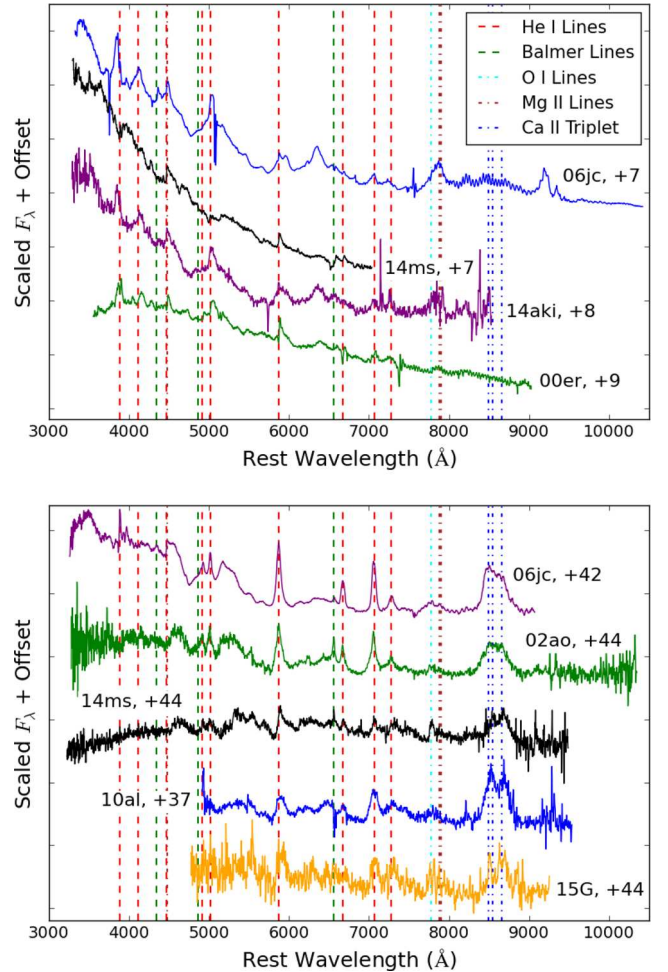 Scaled Fλ + Offset
He I Lines
Balmer Lines
O I Lines
Mg II Lines
Ca II Triplet
06jc, +7
14ms, +7
14aki, +8
00er, +9
3000 4000 5000 6000 7000 8000 9000 10000
Rest Wavelength (Å)
Scaled Fλ + Offset
06jc, +42
02ao, +44
14ms, +44
10al, +37
15G, +44
3000 4000 5000 6000 7000 8000 9000 10000
Rest Wavelength (Å)